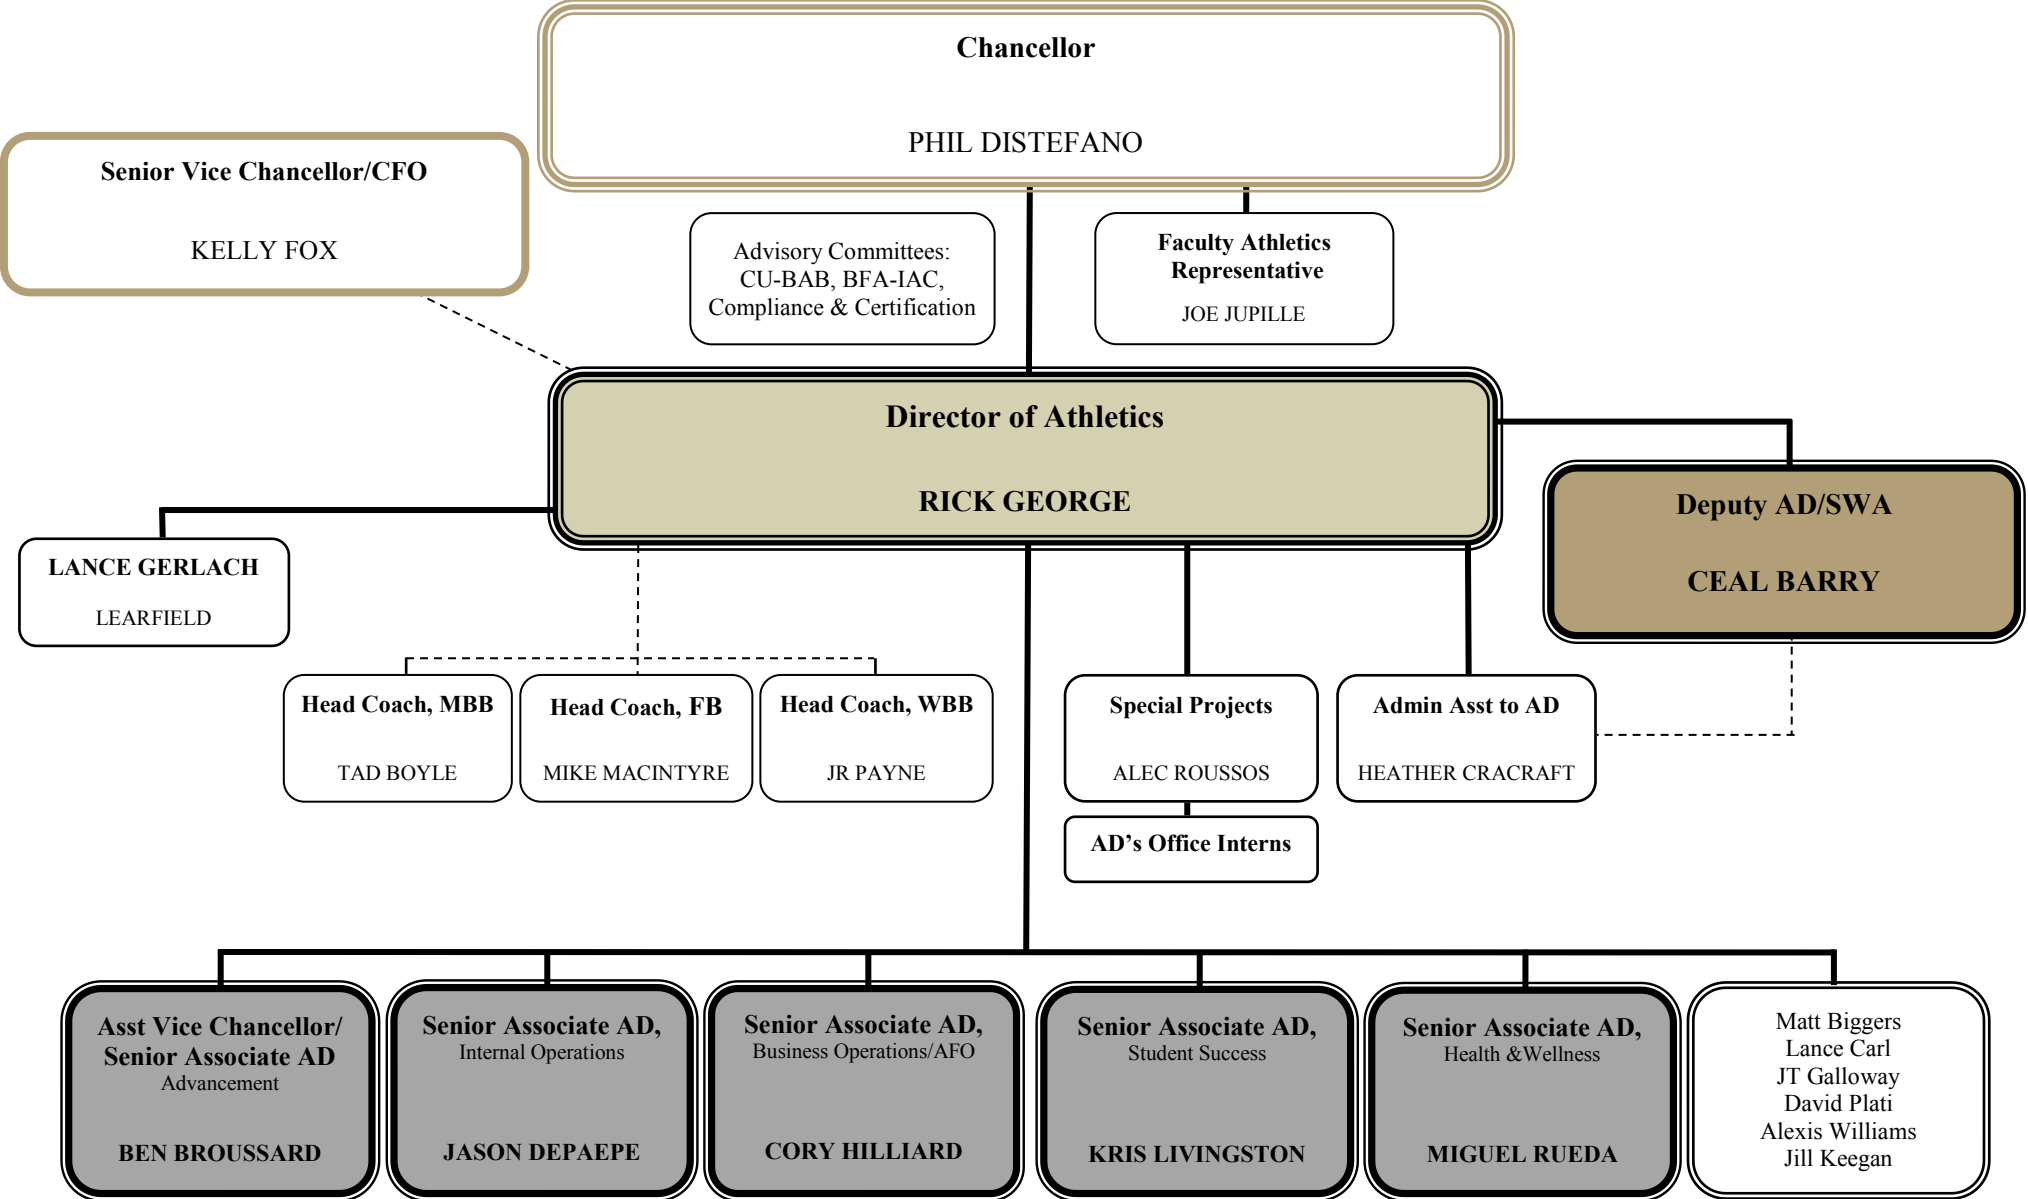 Chancellor
PHIL DISTEFANO
Senior Vice Chancellor/CFO
KELLY FOX
Advisory Committees:
CU-BAB, BFA-IAC,
Compliance & Certification
Faculty Athletics
Representative
JOE JUPILLE
Director of Athletics
RICK GEORGE
Deputy AD/SWA
CEAL BARRY
LANCE GERLACH
LEARFIELD
Head Coach, MBB
TAD BOYLE
Head Coach, FB
MIKE MACINTYRE
Head Coach, WBB
JR PAYNE
Special Projects
ALEC ROUSSOS
Admin Asst to AD
HEATHER CRACRAFT
AD’s Office Interns
Asst Vice Chancellor/
Senior Associate AD
Advancement
BEN BROUSSARD
Senior Associate AD,
Internal Operations
JASON DEPAEPE
Senior Associate AD,
Business Operations/AFO
CORY HILLIARD
Senior Associate AD,
Student Success
KRIS LIVINGSTON
Senior Associate AD,
Health &Wellness
MIGUEL RUEDA
Matt Biggers
Lance Carl
JT Galloway
David Plati
Alexis Williams
Jill Keegan